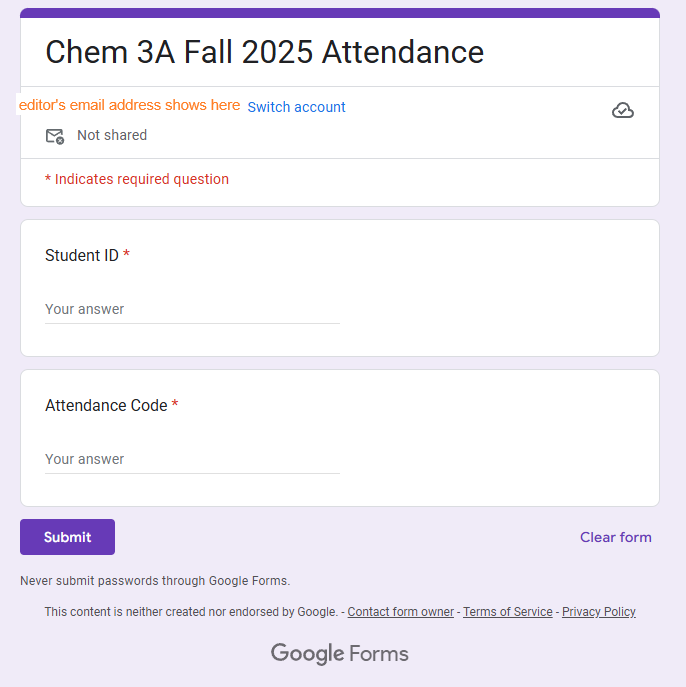 Chem 3A Fall 2025 Attendance
editor's email address shows here Switch account
Not shared
* Indicates required question
Student ID *
Your answer
Attendance Code *
Your answer
Submit Clear form
Never submit passwords through Google Forms.
This content is neither created nor endorsed by Google. - Contact form owner - Terms of Service - Privacy Policy
Google Forms